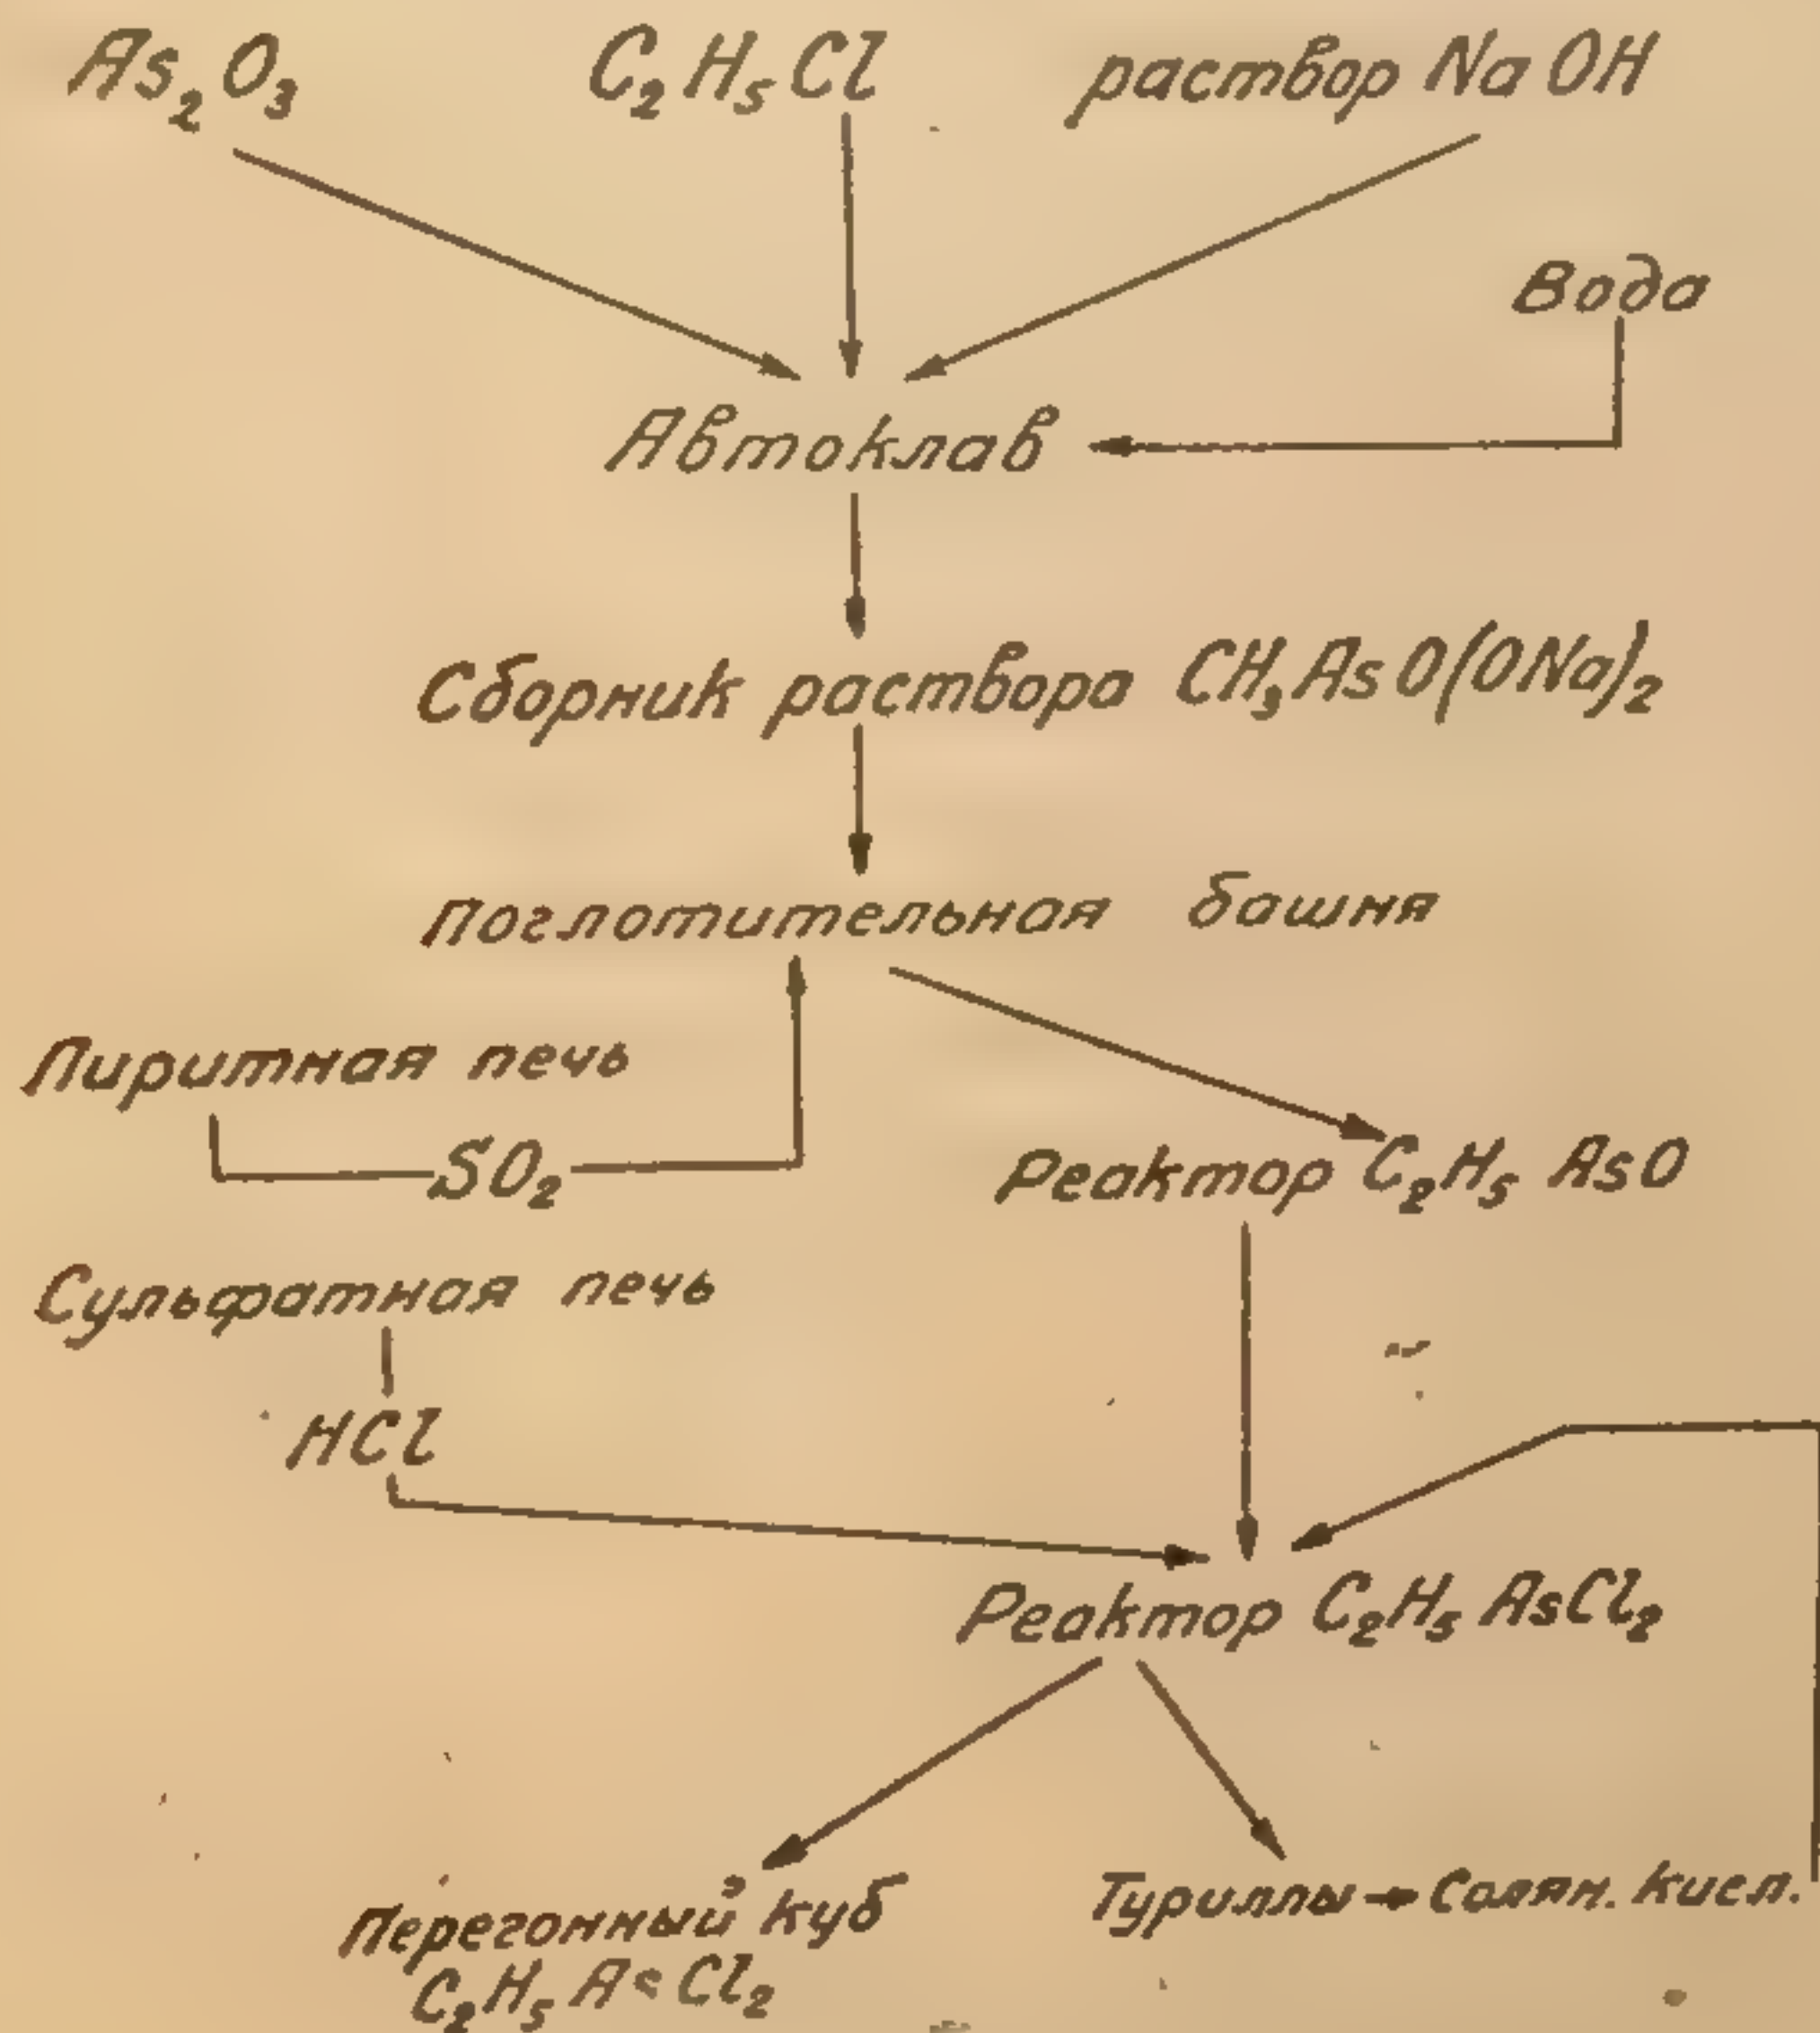 As₂O₃ C₂H₅Cl раствор NaOH
Вода
Автоклав
Сборник раствора CH₃AsO(ONa)₂
Поглотительная башня
Пиритная печь
SO₂
Реактор C₂H₅AsO
Сульфатная печь
HCl
Реактор C₂H₅AsCl₂
Перегонный куб
C₂H₅AsCl₂
Туриллы → Солян. кисл.